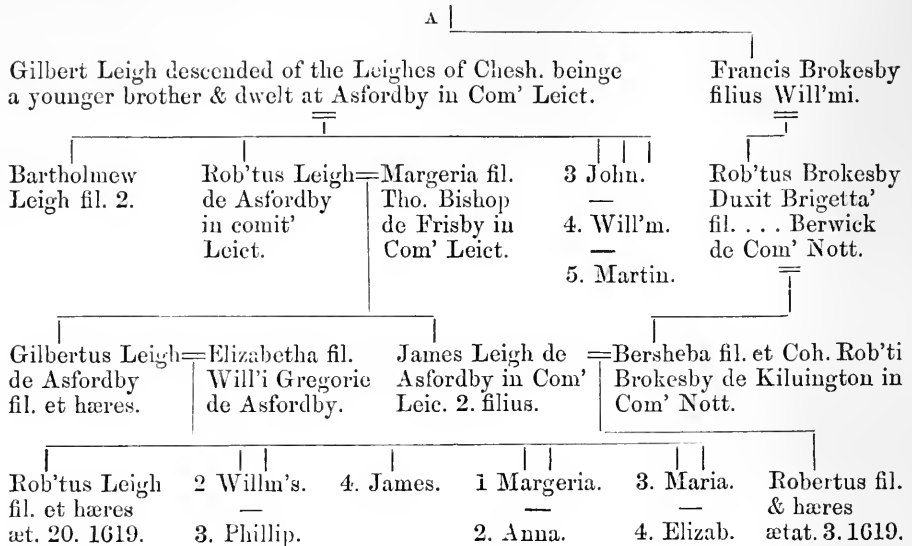 A
Gilbert Leigh descended of the Leighes of Chesh. beinge
a younger brother & dwelt at Asfordby in Com' Leict.
Francis Brokesby
filius Will'mi.
Bartholmew
Leigh fil. 2.
Rob'tus Leigh
de Asfordby
in comit'
Leict.
Margeria fil.
Tho. Bishop
de Frisby in
Com' Leict.
3 John.
—
4. Will'm.
—
5. Martin.
Rob'tus Brokesby
Duxit Brigetta'
fil. . . . Berwick
de Com' Nott.
Gilbertus Leigh
de Asfordby
fil. et hæres.
Elizabetha fil.
Will'i Gregorie
de Asfordby.
James Leigh de
Asfordby in Com'
Leic. 2. filius.
Bersheba fil. et Coh. Rob'ti
Brokesby de Kiluington in
Com' Nott.
Rob'tus Leigh
fil. et hæres
æt. 20. 1619.
2 Willm's.
—
3. Phillip.
4. James.
1 Margeria.
—
2. Anna.
3. Maria.
—
4. Elizab.
Robertus fil.
& hæres
ætat. 3. 1619.